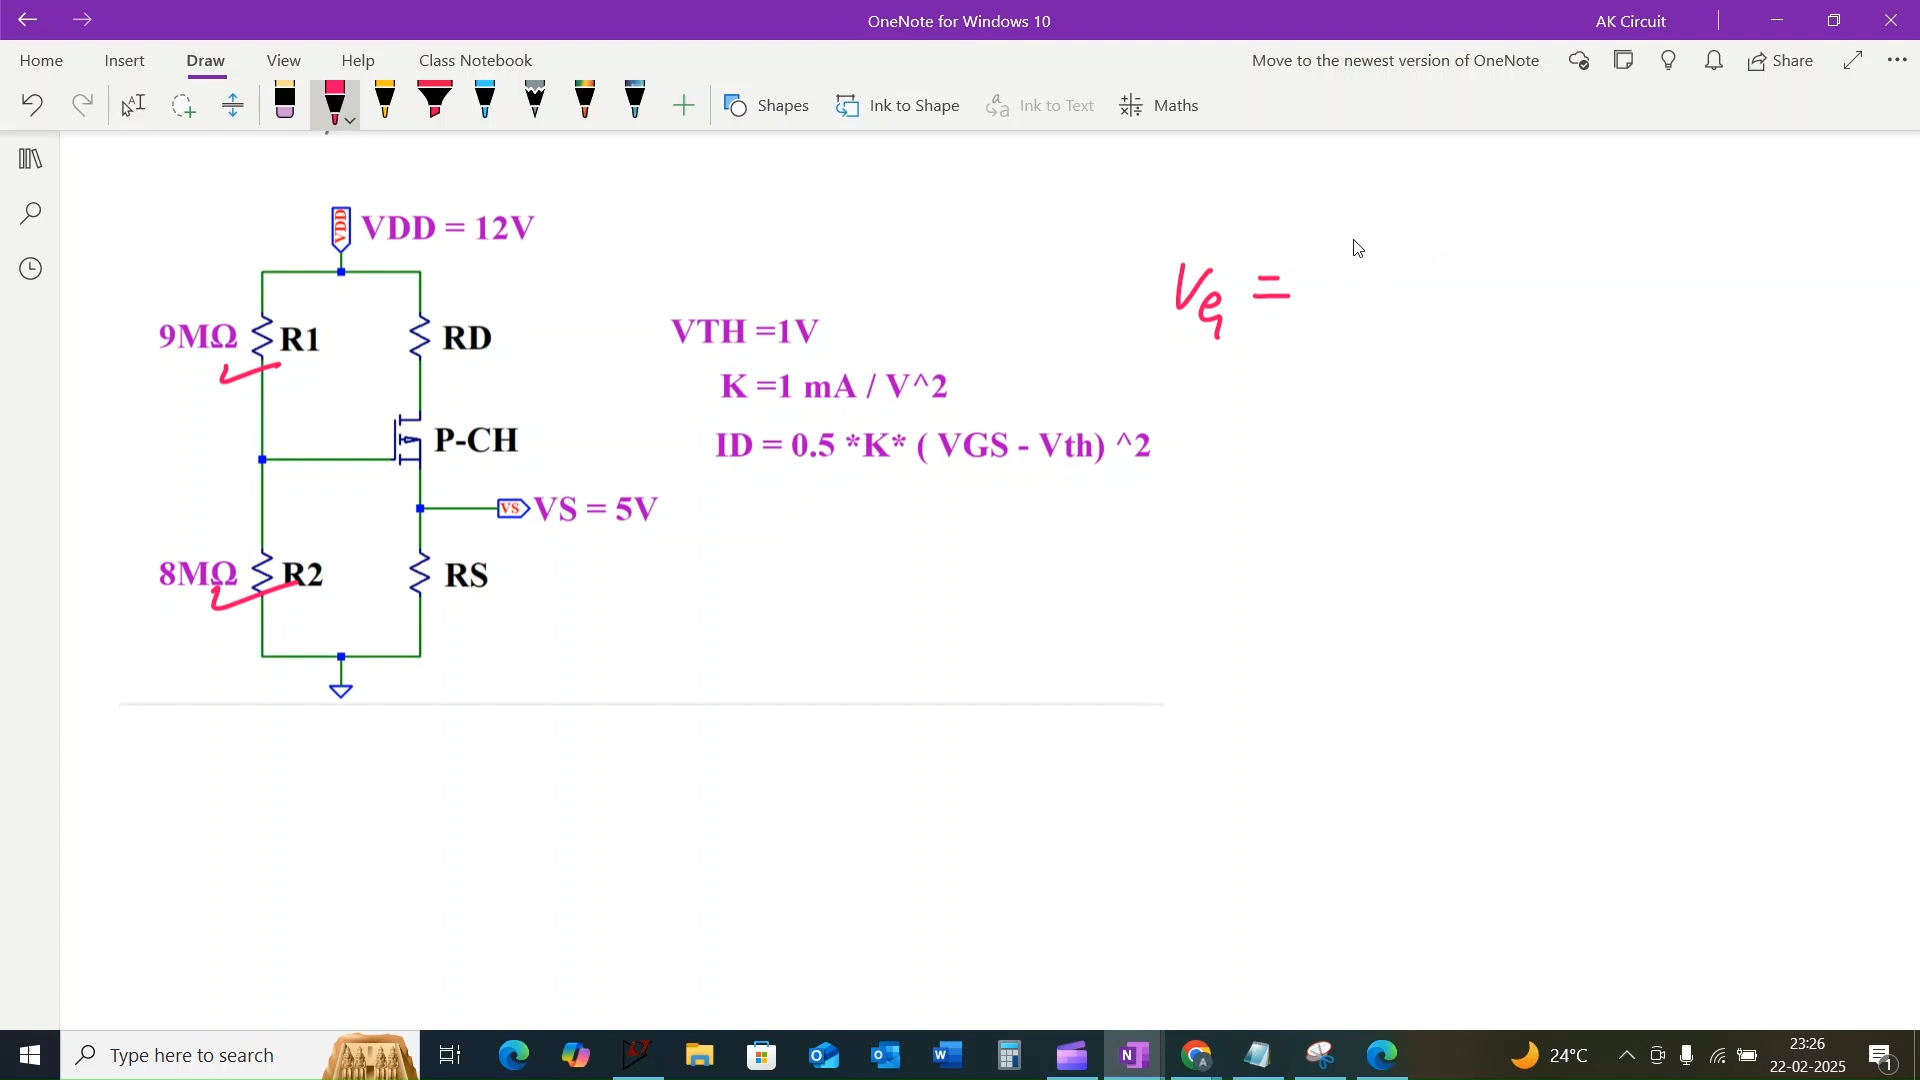 OneNote for Windows 10
AK Circuit
Home Insert Draw View Help Class Notebook
Move to the newest version of OneNote
Share
Shapes
Ink to Shape
Ink to Text
Maths
VDD
VDD = 12V
9MΩ
R1
RD
P-CH
VS
VS = 5V
8MΩ
R2
RS
VTH =1V
K =1 mA / V^2
ID = 0.5 *K* ( VGS - Vth) ^2
Type here to search
24°C
23:26
22-02-2025
1